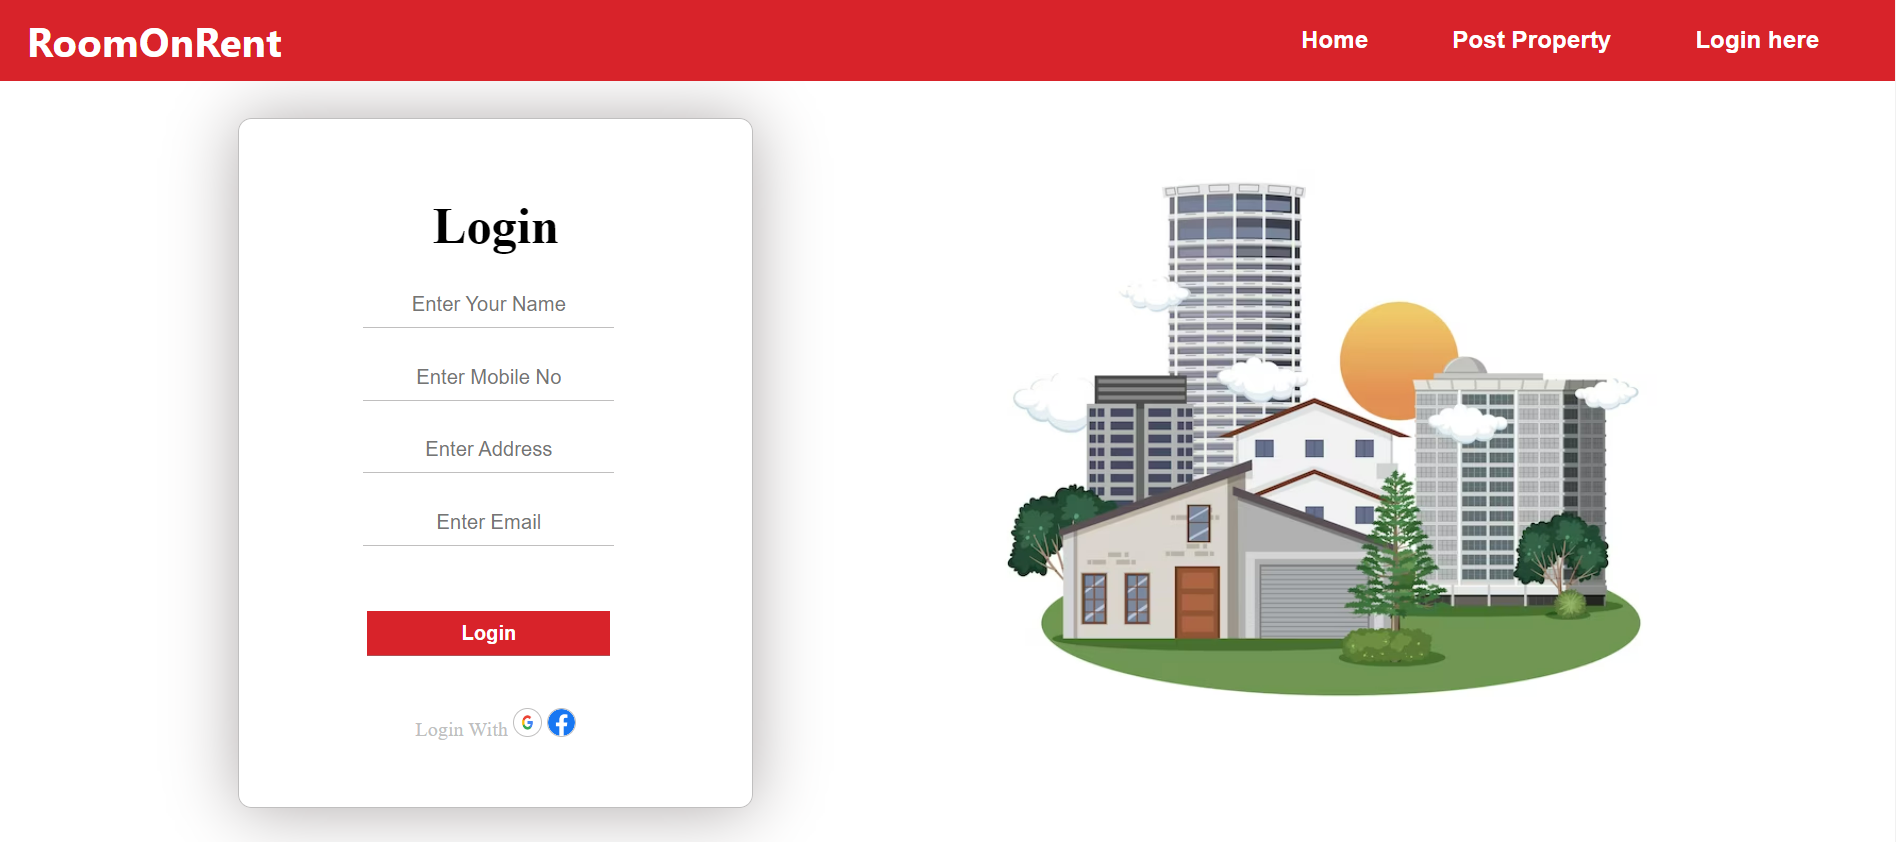 RoomOnRent
Home
Post Property
Login here
Login
Enter Your Name
Enter Mobile No
Enter Address
Enter Email
Login
Login With